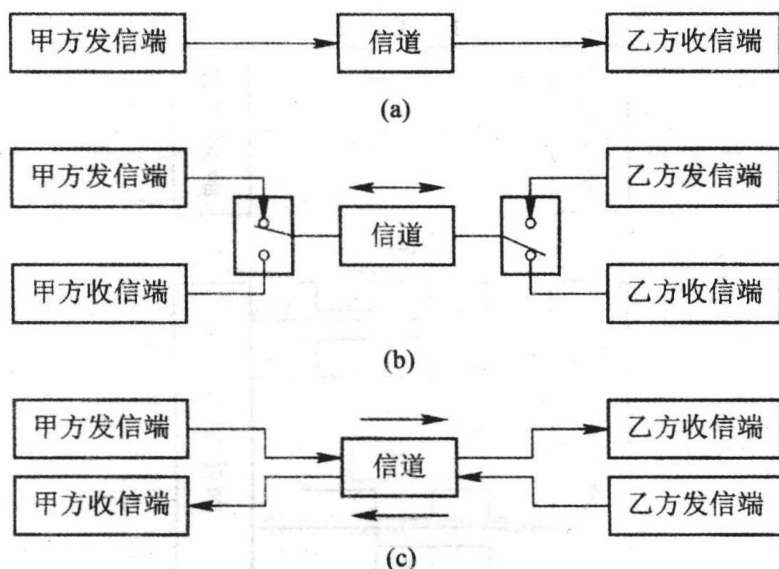 甲方发信端 信道 乙方收信端
(a)
甲方发信端 乙方发信端
信道
甲方收信端 乙方收信端
(b)
甲方发信端 乙方收信端
信道
甲方收信端 乙方发信端
(c)